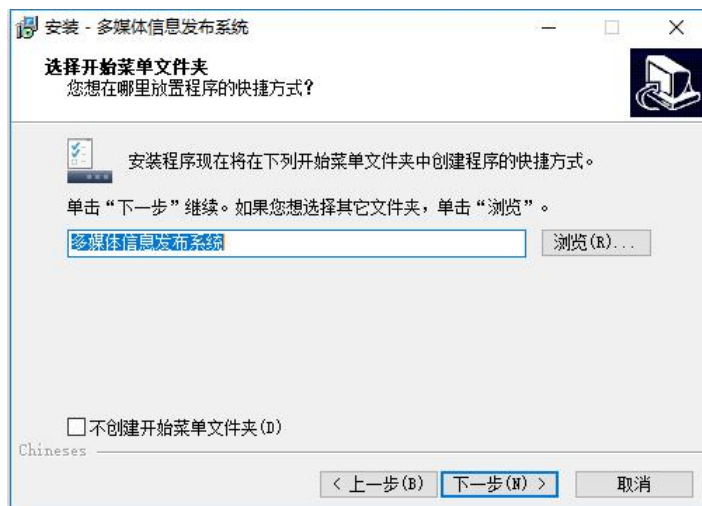 安装 - 多媒体信息发布系统
选择开始菜单文件夹
您想在哪里放置程序的快捷方式?
安装程序现在将在下列开始菜单文件夹中创建程序的快捷方式。
单击“下一步”继续。如果您想选择其它文件夹，单击“浏览”。
多媒体信息发布系统
浏览(R)...
不创建开始菜单文件夹(D)
Chineses
< 上一步(B) 下一步(N) > 取消